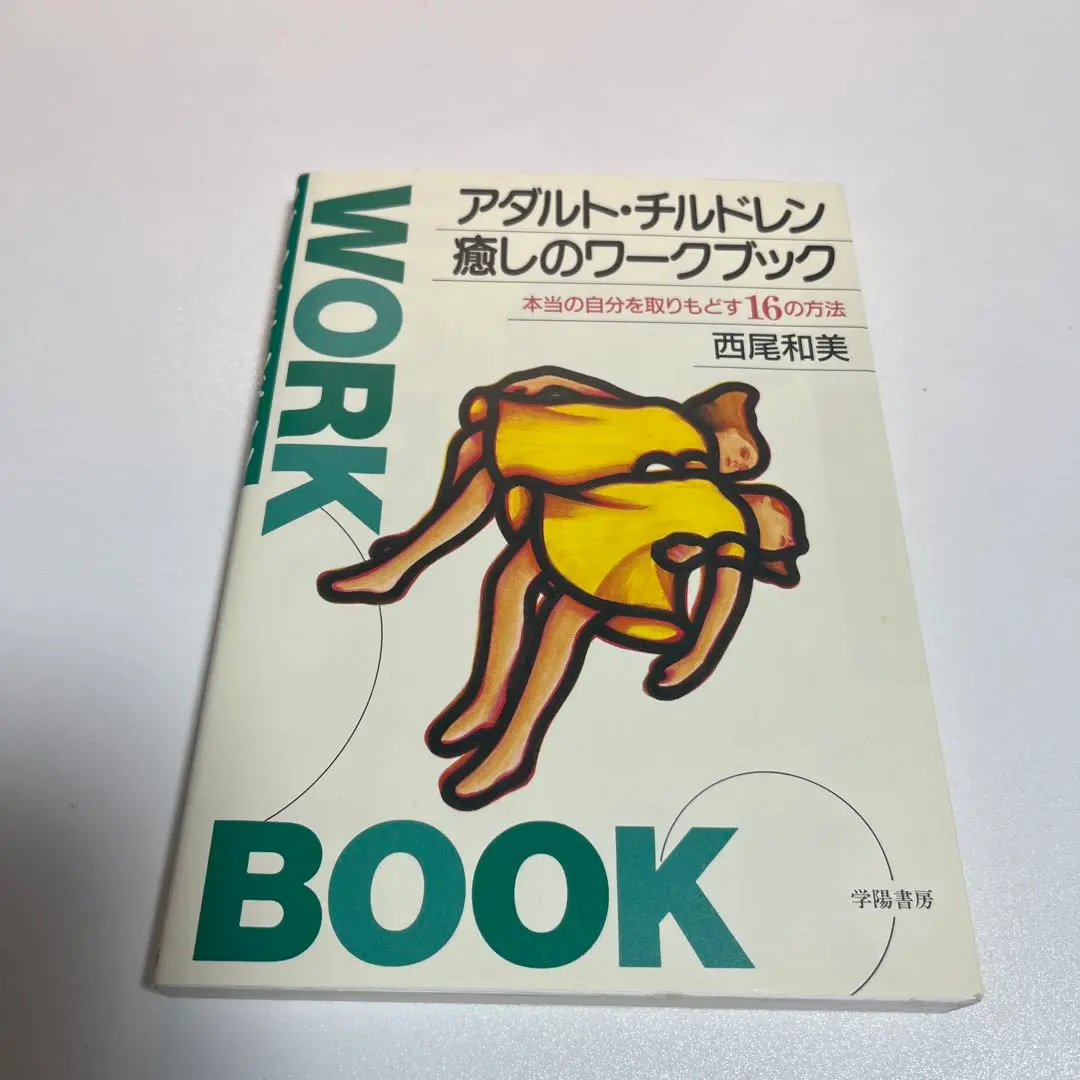 WORK
アダルト・チルドレン
癒しのワークブック
本当の自分を取りもどす16の方法
西尾和美
BOOK
学陽書房